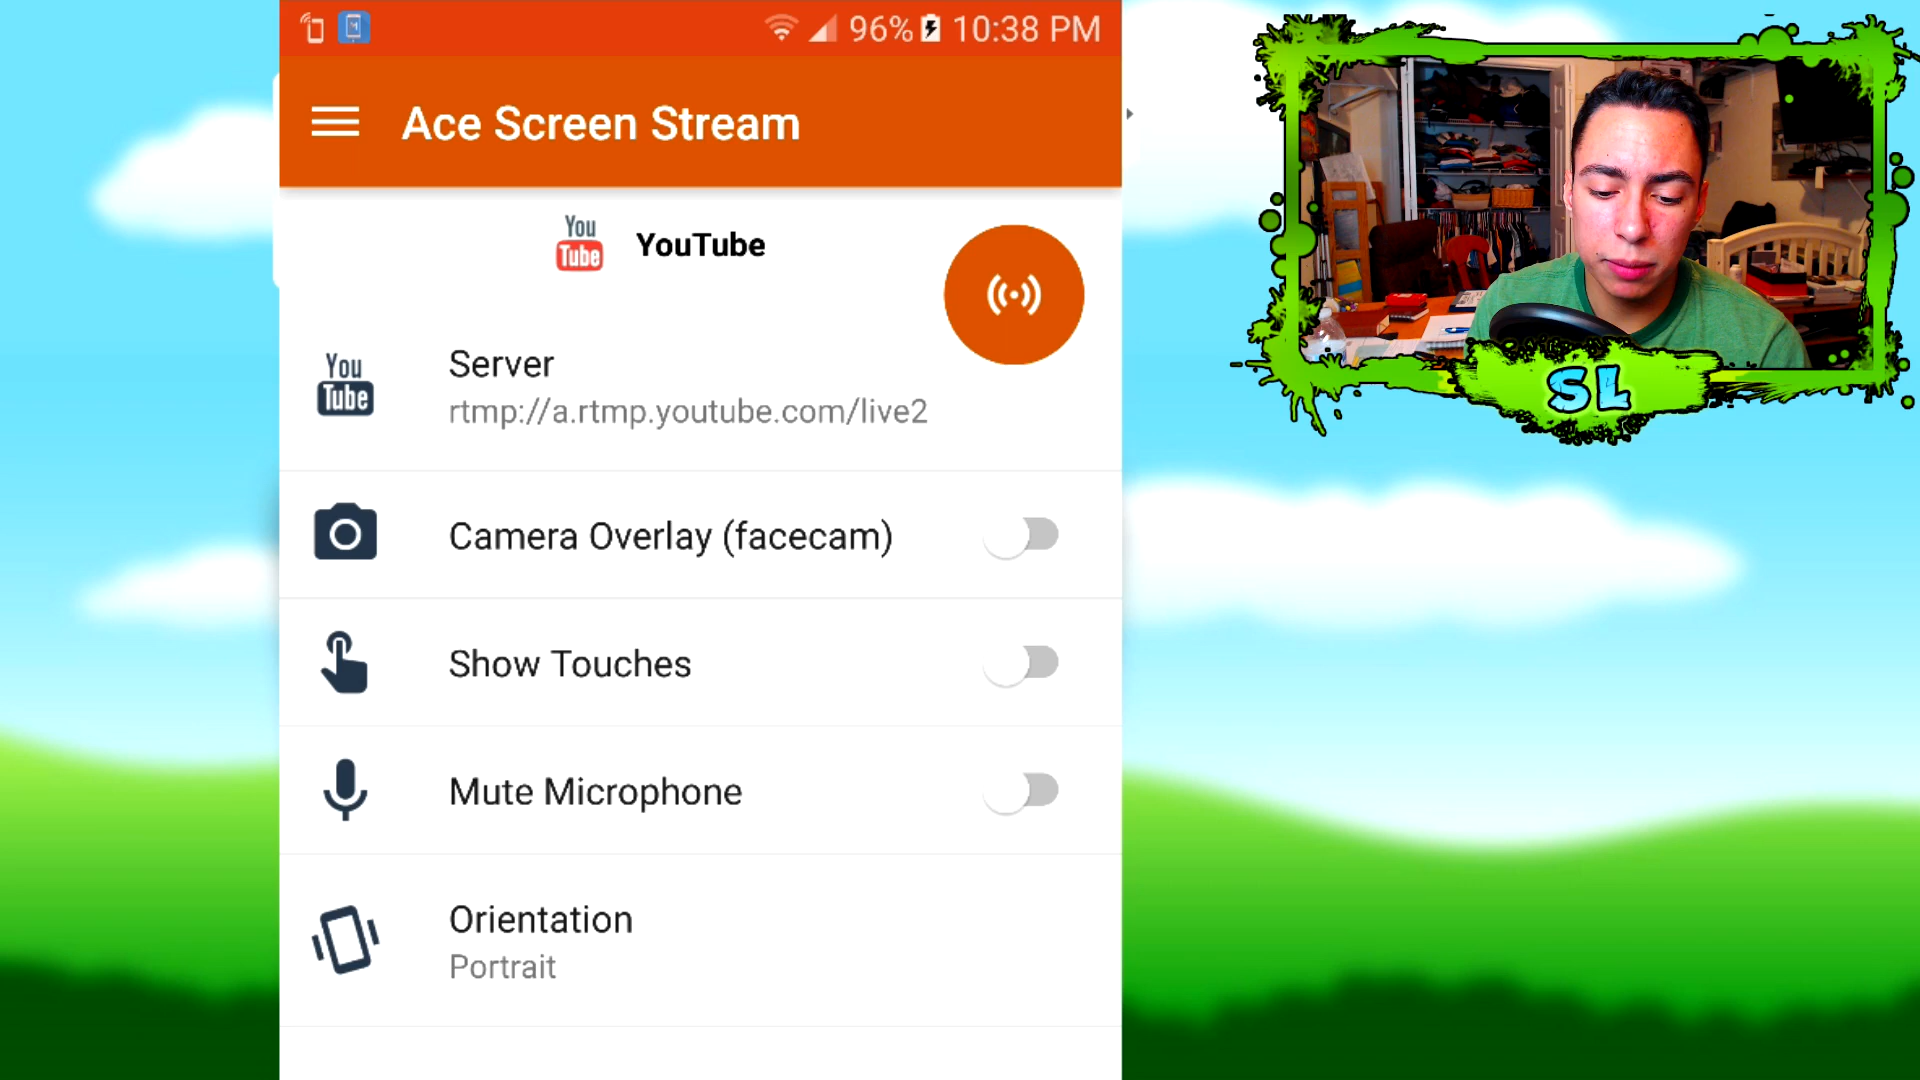 96% 10:38 PM
Ace Screen Stream
You
Tube
YouTube
You
Tube
Server
rtmp://a.rtmp.youtube.com/live2
Camera Overlay (facecam)
Show Touches
Mute Microphone
Orientation
Portrait
SL